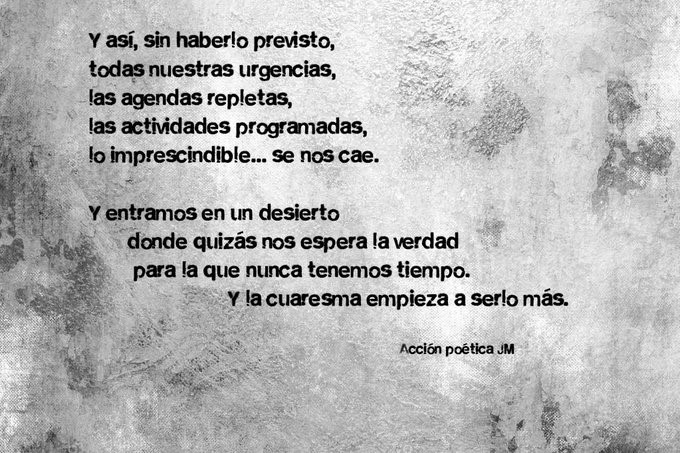 Y así, sin haberlo previsto,
todas nuestras urgencias,
las agendas repletas,
las actividades programadas,
lo imprescindible... se nos cae.
Y entramos en un desierto
donde quizás nos espera la verdad
para la que nunca tenemos tiempo.
Y la cuaresma empieza a serlo más.
Acción poética JM